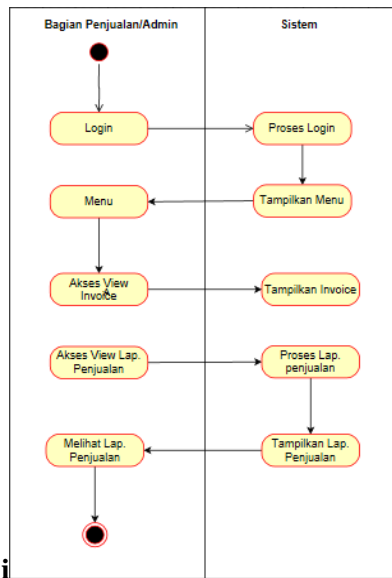 Bagian Penjualan/Admin
Sistem
Login
Proses Login
Menu
Tampilkan Menu
Akses View
Invoice
Tampilkan Invoice
Akses View Lap.
Penjualan
Proses Lap.
penjualan
Melihat Lap.
Penjualan
Tampilkan Lap.
Penjualan
i